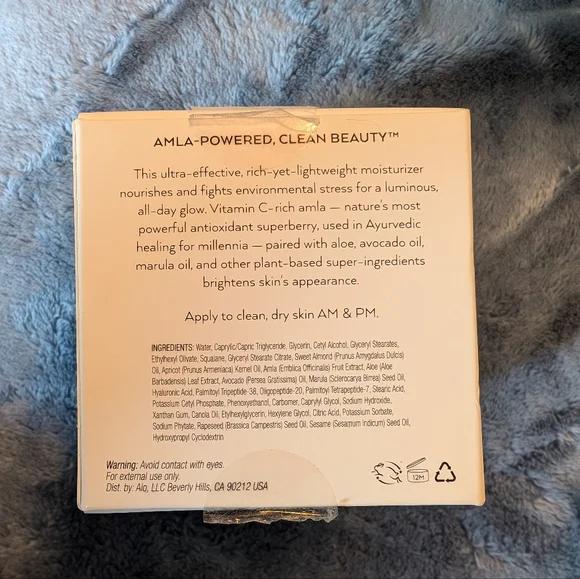 AMLA-POWERED, CLEAN BEAUTY™
This ultra-effective, rich-yet-lightweight moisturizer
nourishes and fights environmental stress for a luminous,
all-day glow. Vitamin C-rich amla — nature's most
powerful antioxidant superberry, used in Ayurvedic
healing for millennia — paired with aloe, avocado oil,
marula oil, and other plant-based super-ingredients
brightens skin's appearance.
Apply to clean, dry skin AM & PM.
INGREDIENTS: Water, Caprylic/Capric Triglyceride, Glycerin, Cetyl Alcohol, Glyceryl Stearates,
Ethylhexyl Olivate, Squalane, Glyceryl Stearate Citrate, Sweet Almond (Prunus Amygdalus Dulcis)
Oil, Apricot (Prunus Armeniaca) Kernel Oil, Amla (Emblica Officinalis) Fruit Extract, Aloe (Aloe
Barbadensis) Leaf Extract, Avocado (Persea Gratissima) Oil, Marula (Sclerocarya Birrea) Seed Oil,
Hyaluronic Acid, Palmitoyl Tripeptide-38, Oligopeptide-20, Palmitoyl Tetrapeptide-7, Stearic Acid,
Potassium Cetyl Phosphate, Phenoxyethanol, Carbomer, Caprylyl Glycol, Sodium Hydroxide,
Xanthan Gum, Canola Oil, Etylhexylglycerin, Hexylene Glycol, Citric Acid, Potassium Sorbate,
Sodium Phytate, Rapeseed (Brassica Campestris) Seed Oil, Sesame (Sesamum Indicum) Seed Oil,
Hydroxypropyl Cyclodextrin
Warning: Avoid contact with eyes.
For external use only.
Dist. by: Alo, LLC Beverly Hills, CA 90212 USA
12M